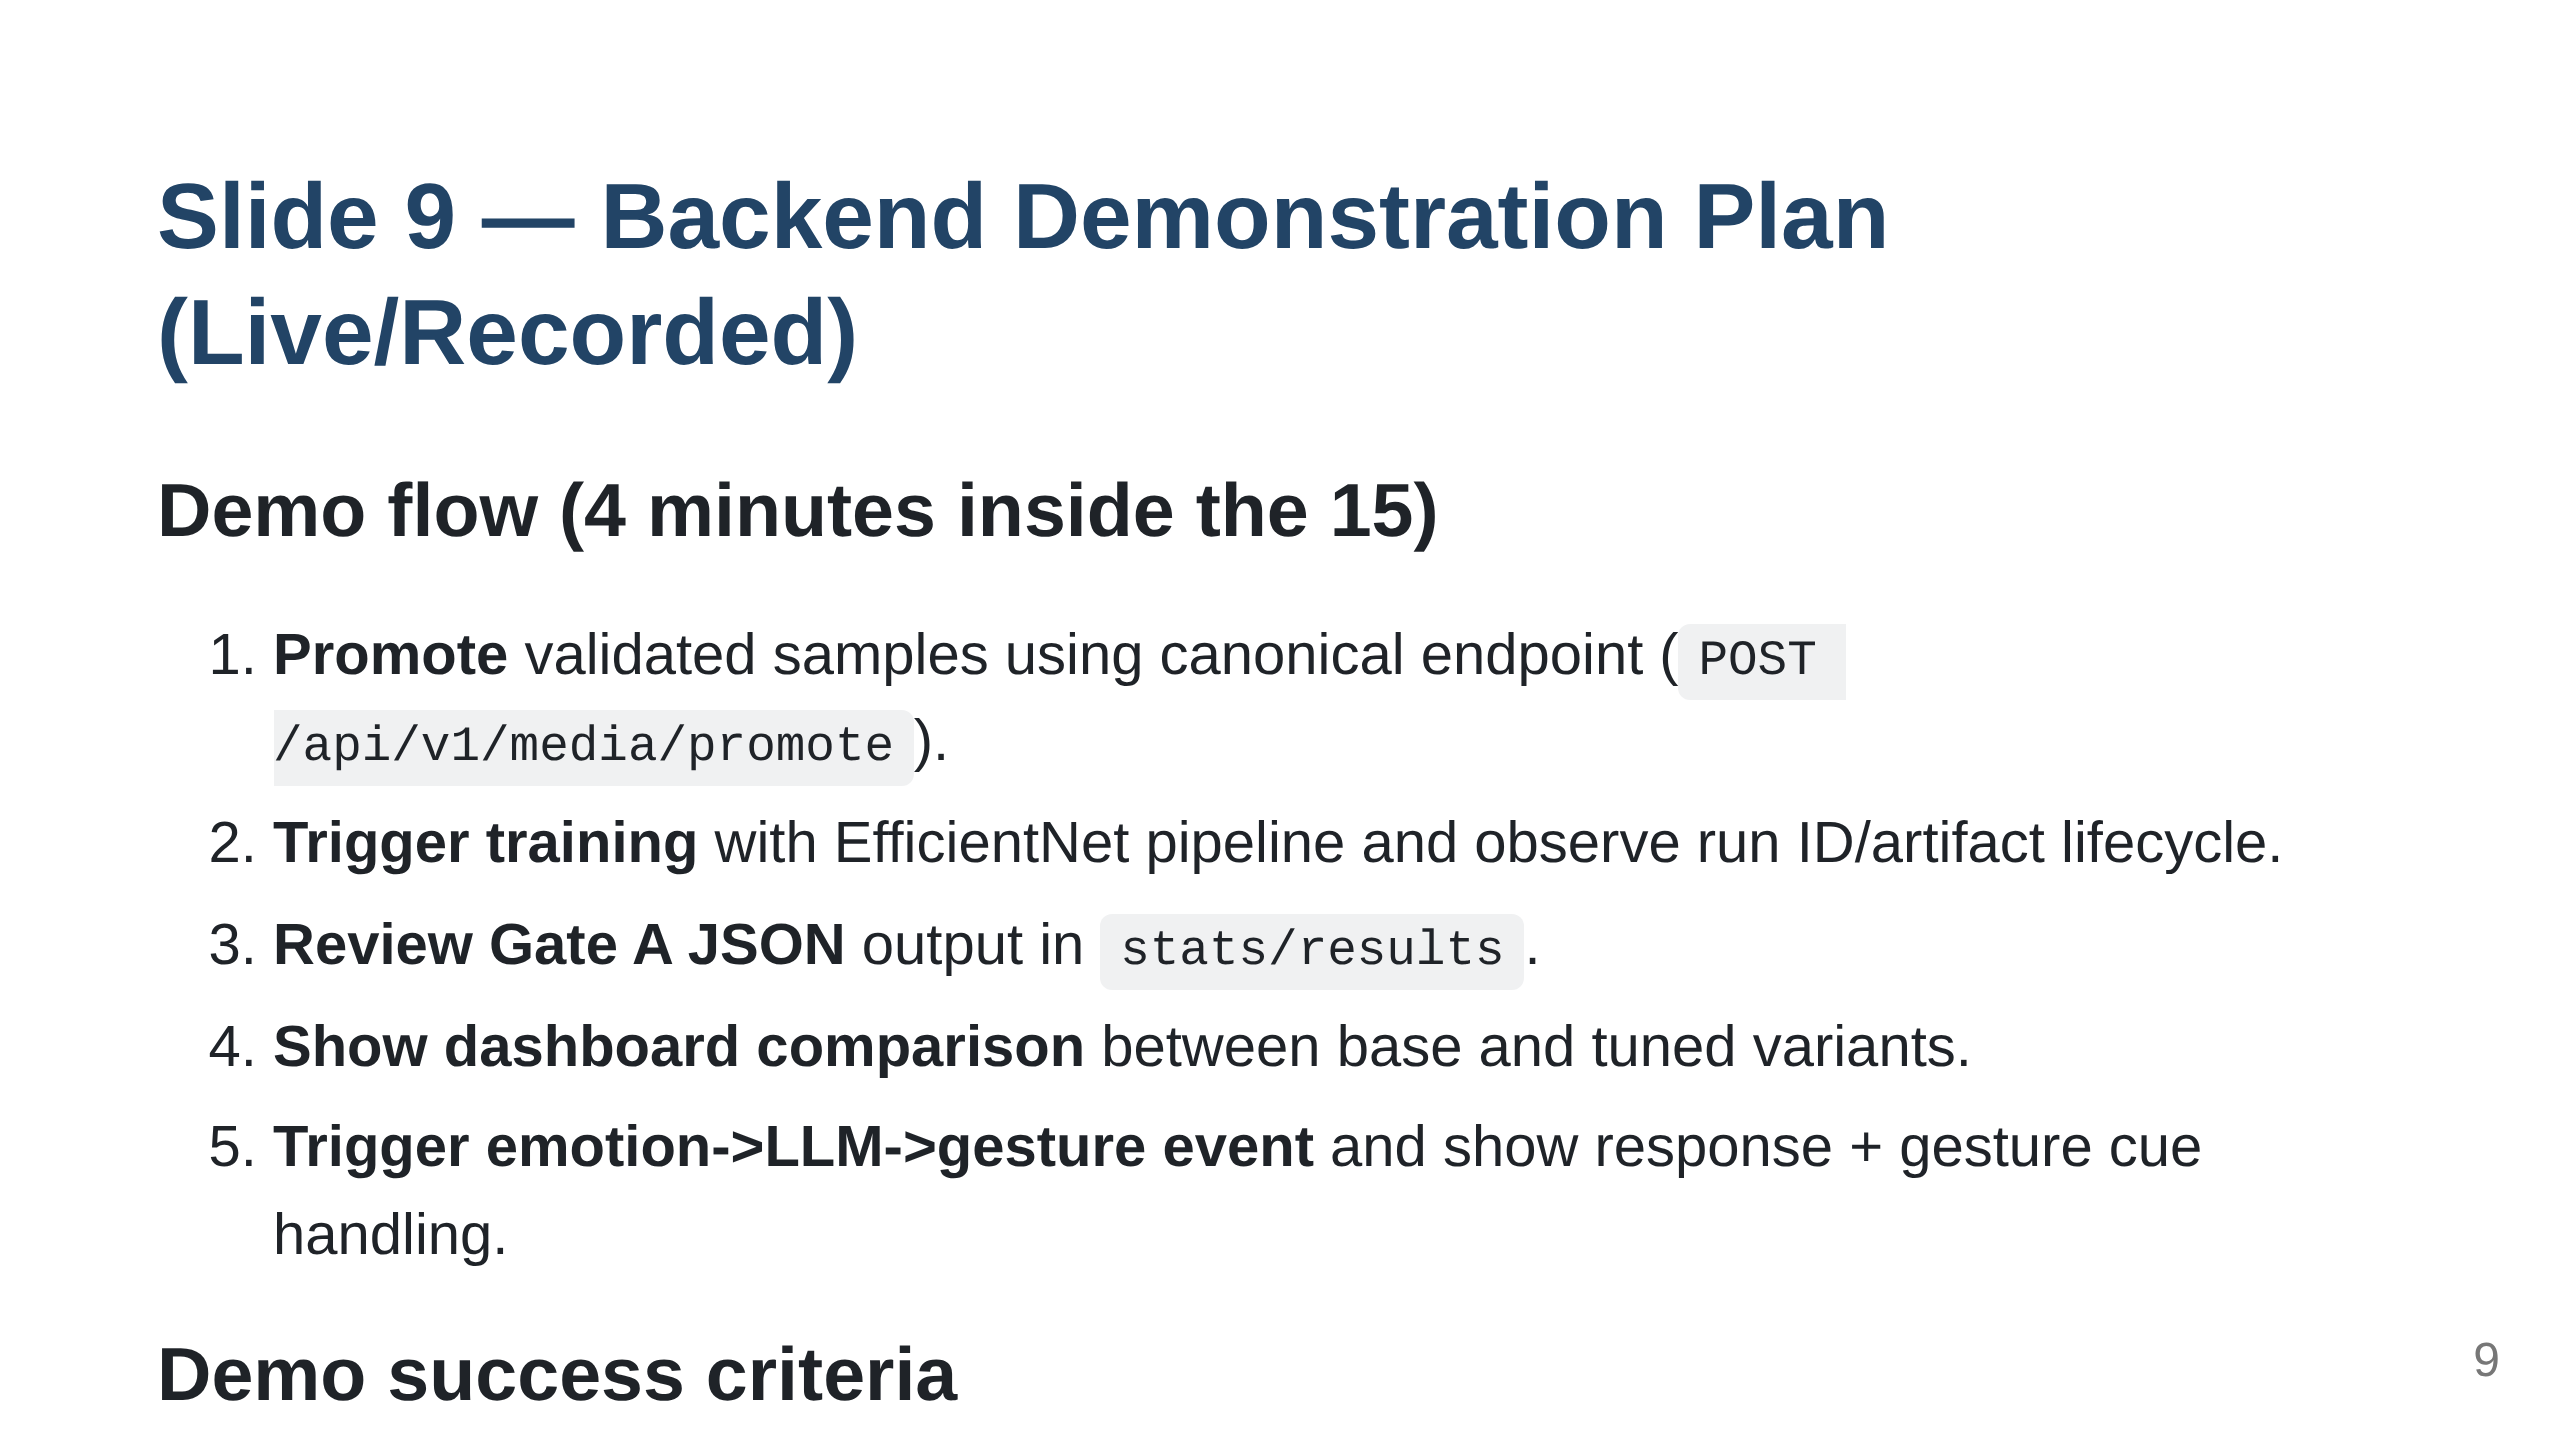 Slide 9 — Backend Demonstration Plan
(Live/Recorded)
Demo flow (4 minutes inside the 15)
1. Promote validated samples using canonical endpoint ( POST
/api/v1/media/promote ).
2. Trigger training with EfficientNet pipeline and observe run ID/artifact lifecycle.
3. Review Gate A JSON output in stats/results .
4. Show dashboard comparison between base and tuned variants.
5. Trigger emotion->LLM->gesture event and show response + gesture cue
handling.
Demo success criteria
9